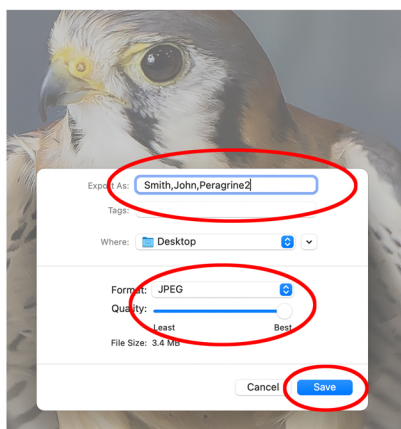 Export As: Smith,John,Peragrine2
Tags:
Where: Desktop
Format: JPEG
Quality:
Least Best
File Size: 3.4 MB
Cancel Save